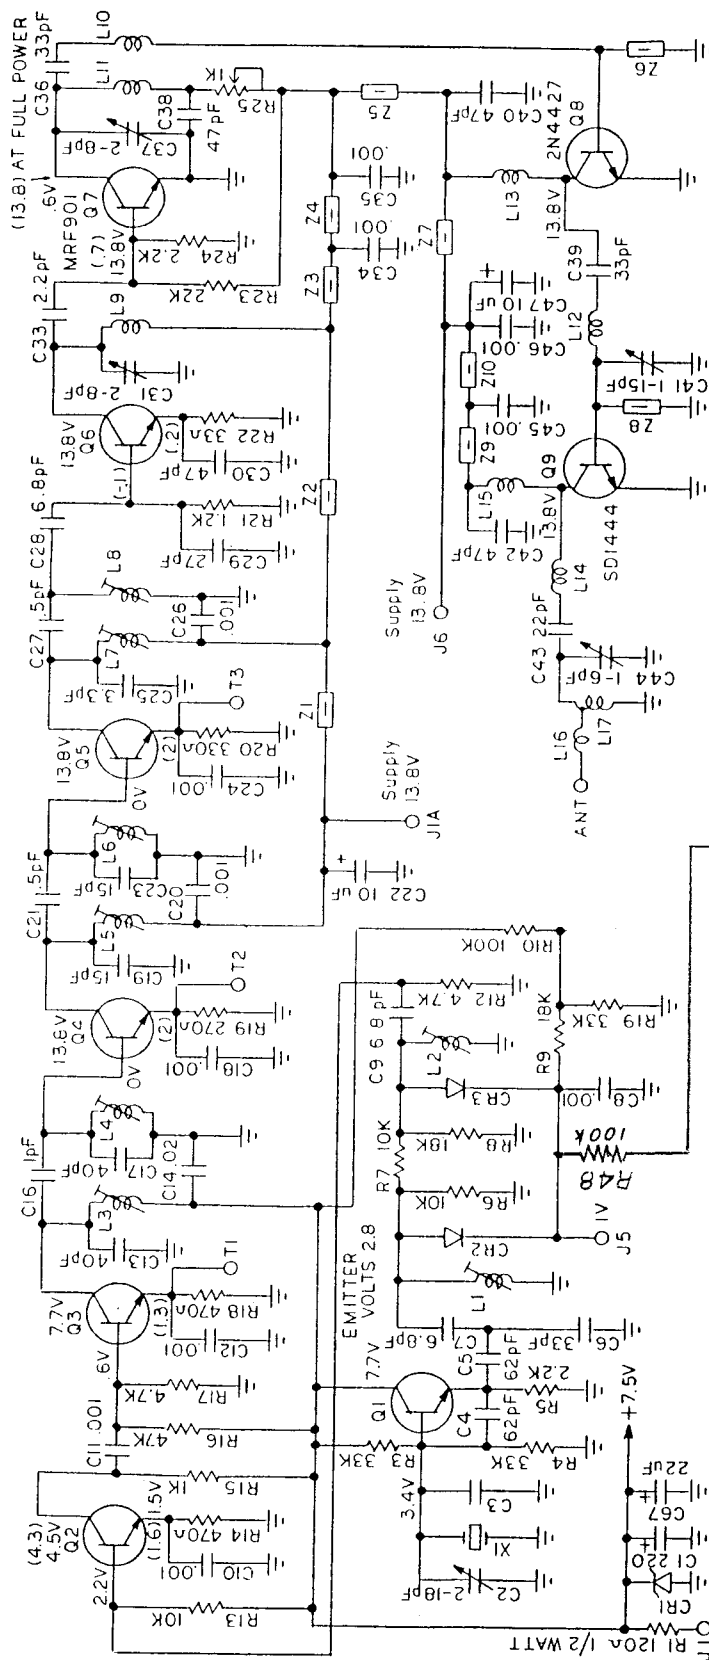 (13.8) AT FULL POWER
C36
33pF
L10
L11
.6V
2-8pF
C37
C38
47pF
1K
R25
MRF901
Q7
(.7)
13.8V
2.2K
R24
22K
R23
C33
2.2pF
L9
2-8pF
C31
13.8V
Q6
(-.1)
(.2)
R22
33Ω
47pF
C30
R21
1.2K
27pF
C29
C28
6.8pF
L8
C27
.5pF
L7
C26
.001
3.3pF
C25
T3
13.8V
Q5
0V
(2)
R20
330Ω
.001
C24
L6
15pF
C23
C21
.5pF
L5
C20
.001
15pF
C19
T2
13.8V
Q4
0V
(2)
R19
270Ω
.001
C18
L4
40pF
C17
C16
1pF
L3
C14
.02
40pF
C13
T1
7.7V
Q3
.6V
(1.3)
R18
470Ω
.001
C12
4.7K
R17
47K
R16
C11
.001
1K
R15
(4.3)
4.5V
Q2
2.2V
(1.6)
1.5V
R14
470Ω
.001
C10
10K
R13
Z5
Z4
Z3
.001
C35
.001
C34
Z2
Z1
Supply
13.8V
J1A
C22
10uF
+
C40
47pF
Z6
2N4427
Q8
13.8V
L13
Z7
C39
33pF
L12
+
C47
10uF
C46
.001
Z10
C45
.001
Z9
L15
C42
47pF
C41
1-15pF
Z8
Q9
13.8V
SD1444
L14
C43
22pF
C44
1-6pF
L16
L17
ANT
Supply
13.8V
J6
R10
100K
18K
R9
R19
33K
R12
4.7K
C9
6.8pF
L2
CR3
.001
C8
R7
10K
18K
R8
10K
R6
R48
100k
CR2
1V
J5
EMITTER
VOLTS 2.8
L1
C7
6.8pF
C6
33pF
7.7V
Q1
C5
62pF
2.2K
R5
C4
62pF
R3
33K
33K
R4
3.4V
C3
X1
C2
2-18pF
+7.5V
+
22uF
C67
+
C1
220
CR1
R1
120Ω
1/2 WATT